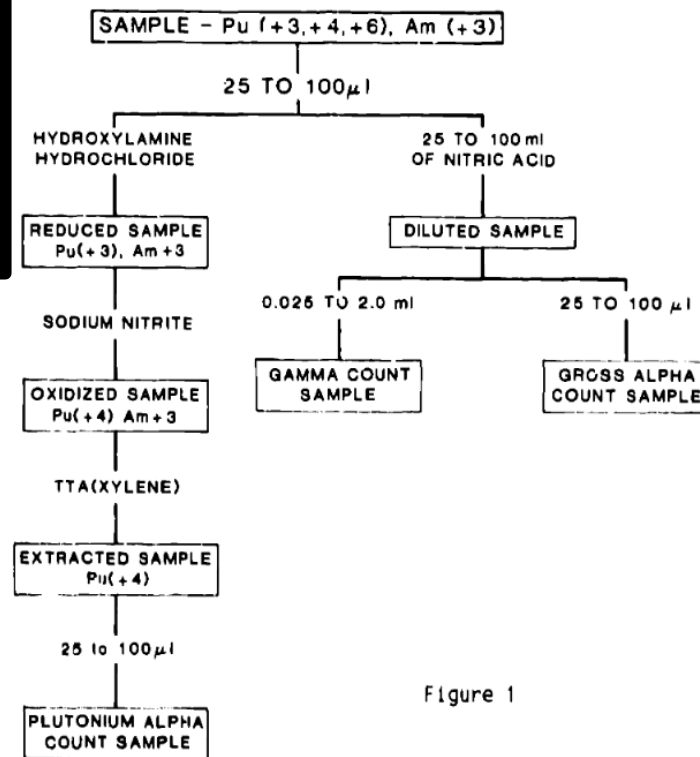 SAMPLE - Pu (+3,+4,+6), Am (+3)
25 TO 100μl
HYDROXYLAMINE
HYDROCHLORIDE
25 TO 100 ml
OF NITRIC ACID
REDUCED SAMPLE
Pu(+3), Am+3
DILUTED SAMPLE
SODIUM NITRITE
0.025 TO 2.0 ml
25 TO 100 μl
OXIDIZED SAMPLE
Pu(+4) Am+3
GAMMA COUNT
SAMPLE
GROSS ALPHA
COUNT SAMPLE
TTA(XYLENE)
EXTRACTED SAMPLE
Pu(+4)
25 to 100μl
PLUTONIUM ALPHA
COUNT SAMPLE
Figure 1